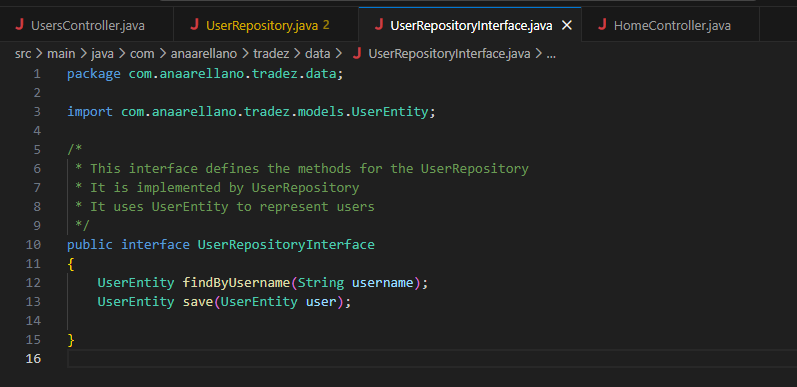 UsersController.java
UserRepository.java 2
UserRepositoryInterface.java
HomeController.java
src > main > java > com > anaarellano > tradez > data > UserRepositoryInterface.java > ...
1 package com.anaarellano.tradez.data;
2
3 import com.anaarellano.tradez.models.UserEntity;
4
5 /*
6 * This interface defines the methods for the UserRepository
7 * It is implemented by UserRepository
8 * It uses UserEntity to represent users
9 */
10 public interface UserRepositoryInterface
11 {
12 UserEntity findByUsername(String username);
13 UserEntity save(UserEntity user);
14
15 }
16